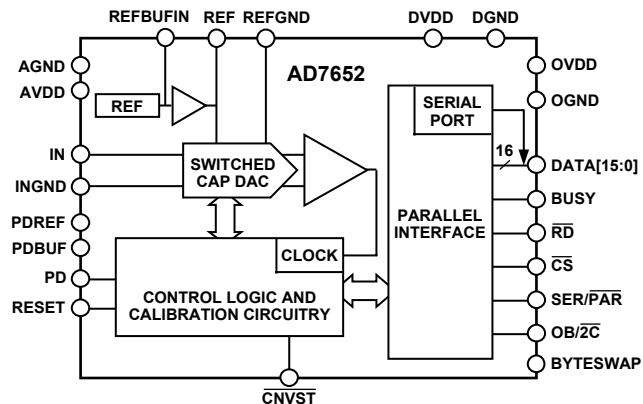 REFBUFIN REF REFGND DVDD DGND
AGND
AVDD
IN
INGND
PDREF
PDBUF
PD
RESET
AD7652
REF
SWITCHED
CAP DAC
CLOCK
CONTROL LOGIC AND
CALIBRATION CIRCUITRY
SERIAL
PORT
16
PARALLEL
INTERFACE
OVDD
OGND
DATA[15:0]
BUSY
RD
CS
SER/PAR
OB/2C
BYTESWAP
CNVST